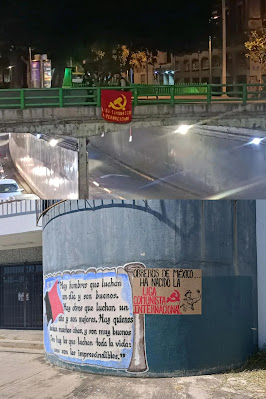 Hay hombres que luchan
un día y son buenos.
Hay otros que luchan un
año y son mejores. Hay quienes
luchan muchos años, y son muy buenos
Pero hay los que luchan toda la vida:
esos son los imprescindibles."
OBREROS DE MÉXICO
HA NACIDO LA
LIGA
COMUNISTA
INTERNACIONAL